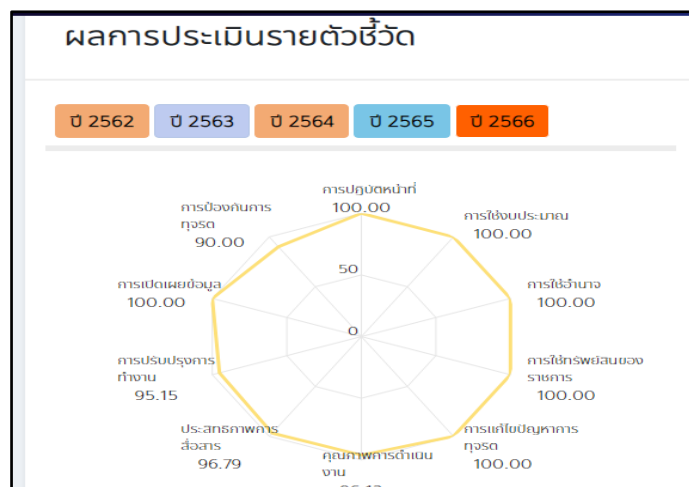 ผลการประเมินรายตัวชี้วัด
ปี 2562
ปี 2563
ปี 2564
ปี 2565
ปี 2566
การปฏิบัติหน้าที่
100.00
การใช้งบประมาณ
100.00
การใช้อำนาจ
100.00
การใช้ทรัพย์สินของ
ราชการ
100.00
การแก้ไขปัญหาการ
ทุจริต
100.00
คุณภาพการดำเนิน
งาน
ประสิทธิภาพการ
สื่อสาร
96.79
การปรับปรุงการ
ทำงาน
95.15
การเปิดเผยข้อมูล
100.00
การป้องกันการ
ทุจริต
90.00
50
0